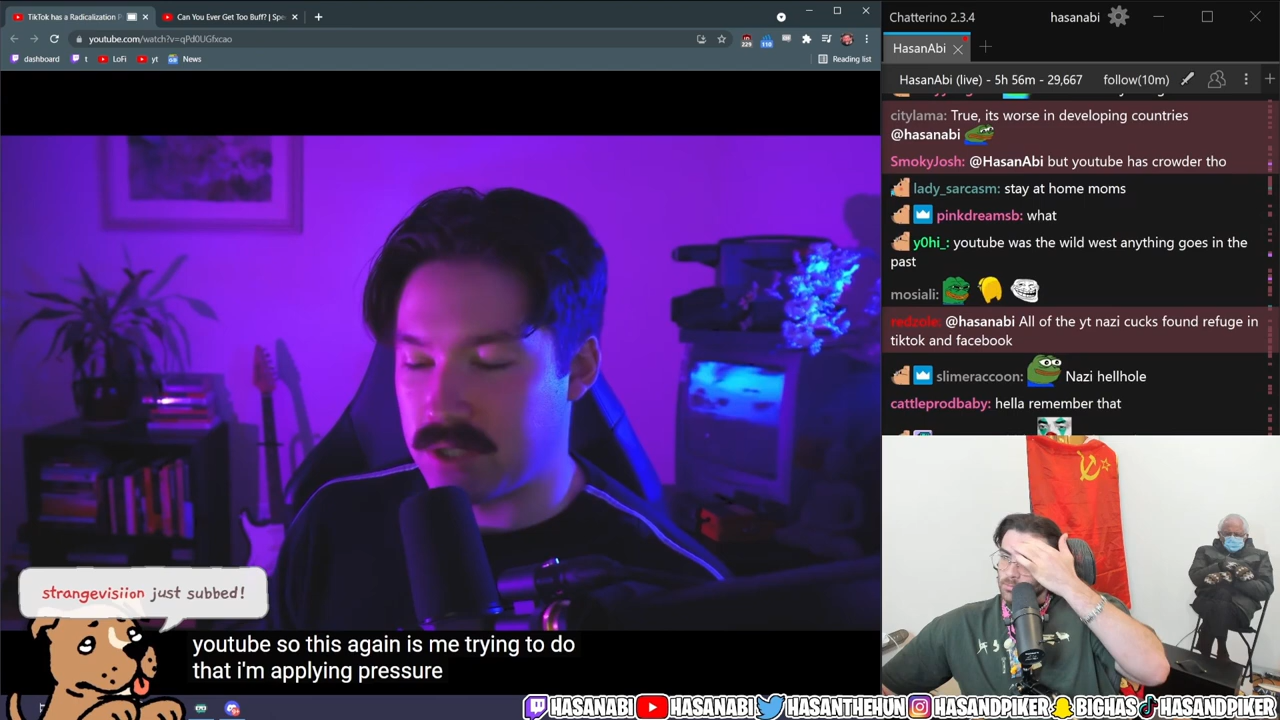 TikTok has a Radicalization P
Can You Ever Get Too Buff? | Spe
youtube.com/watch?v=qPd0UGfxcao
229
110
dashboard
t
LoFi
yt
News
Reading list
Chatterino 2.3.4
hasanabi
HasanAbi
HasanAbi (live) - 5h 56m - 29,667
follow(10m)
citylama: True, its worse in developing countries
@hasanabi
SmokyJosh: @HasanAbi but youtube has crowder tho
lady_sarcasm: stay at home moms
pinkdreamsb: what
y0hi_: youtube was the wild west anything goes in the
past
mosiali:
redzole: @hasanabi All of the yt nazi cucks found refuge in
tiktok and facebook
slimeraccoon: Nazi hellhole
cattleprodbaby: hella remember that
strangevisiion just subbed!
youtube so this again is me trying to do
that i'm applying pressure
HASANABI
HASANABI
HASANTHEHUN
HASANDPIKER
BIGHAS
HASANDPIKER